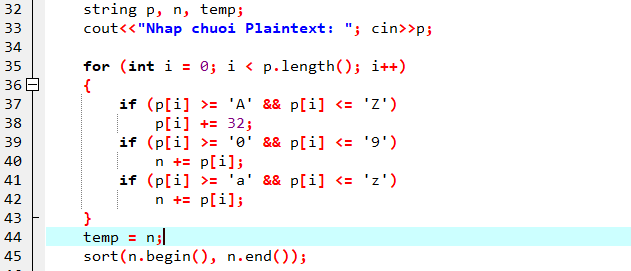 32 string p, n, temp;
33 cout<<"Nhap chuoi Plaintext: "; cin>>p;
34
35 for (int i = 0; i < p.length(); i++)
36 {
37 if (p[i] >= 'A' && p[i] <= 'Z')
38 p[i] += 32;
39 if (p[i] >= '0' && p[i] <= '9')
40 n += p[i];
41 if (p[i] >= 'a' && p[i] <= 'z')
42 n += p[i];
43 }
44 temp = n;
45 sort(n.begin(), n.end());